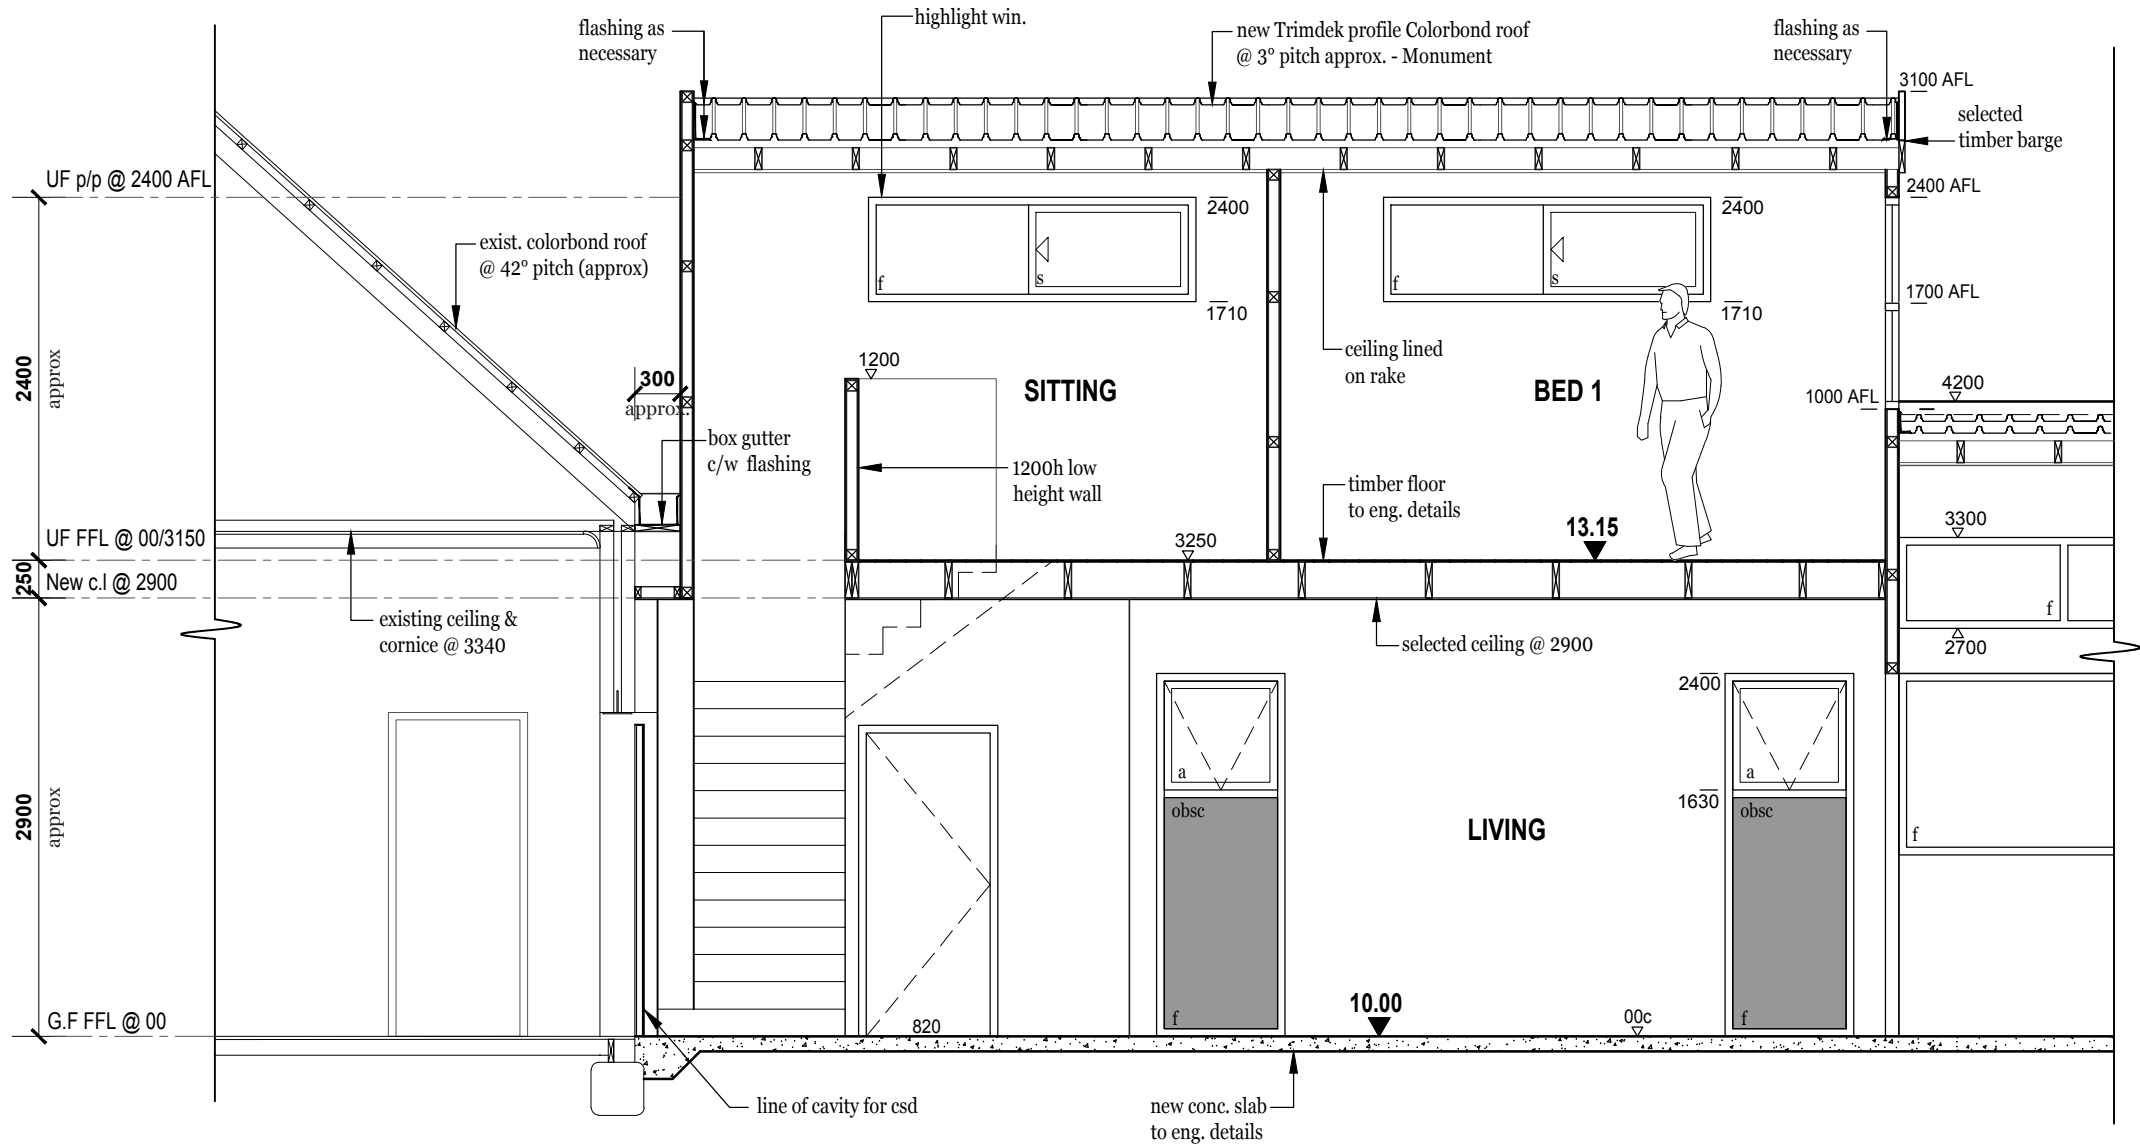 flashing as
necessary
highlight win.
new Trimdek profile Colorbond roof
@ 3° pitch approx. - Monument
flashing as
necessary
3100 AFL
selected
timber barge
UF p/p @ 2400 AFL
2400
2400
2400 AFL
exist. colorbond roof
@ 42° pitch (approx)
f
s
f
s
1710
1710
1700 AFL
2400
approx
300
approx.
1200
SITTING
ceiling lined
on rake
BED 1
1000 AFL
4200
box gutter
c/w flashing
1200h low
height wall
timber floor
to eng. details
UF FFL @ 00/3150
3250
13.15
3300
250
New c.l @ 2900
f
existing ceiling &
cornice @ 3340
selected ceiling @ 2900
2700
2400
a
a
2900
approx
obsc
1630
obsc
LIVING
f
G.F FFL @ 00
820
f
10.00
00c
f
line of cavity for csd
new conc. slab
to eng. details